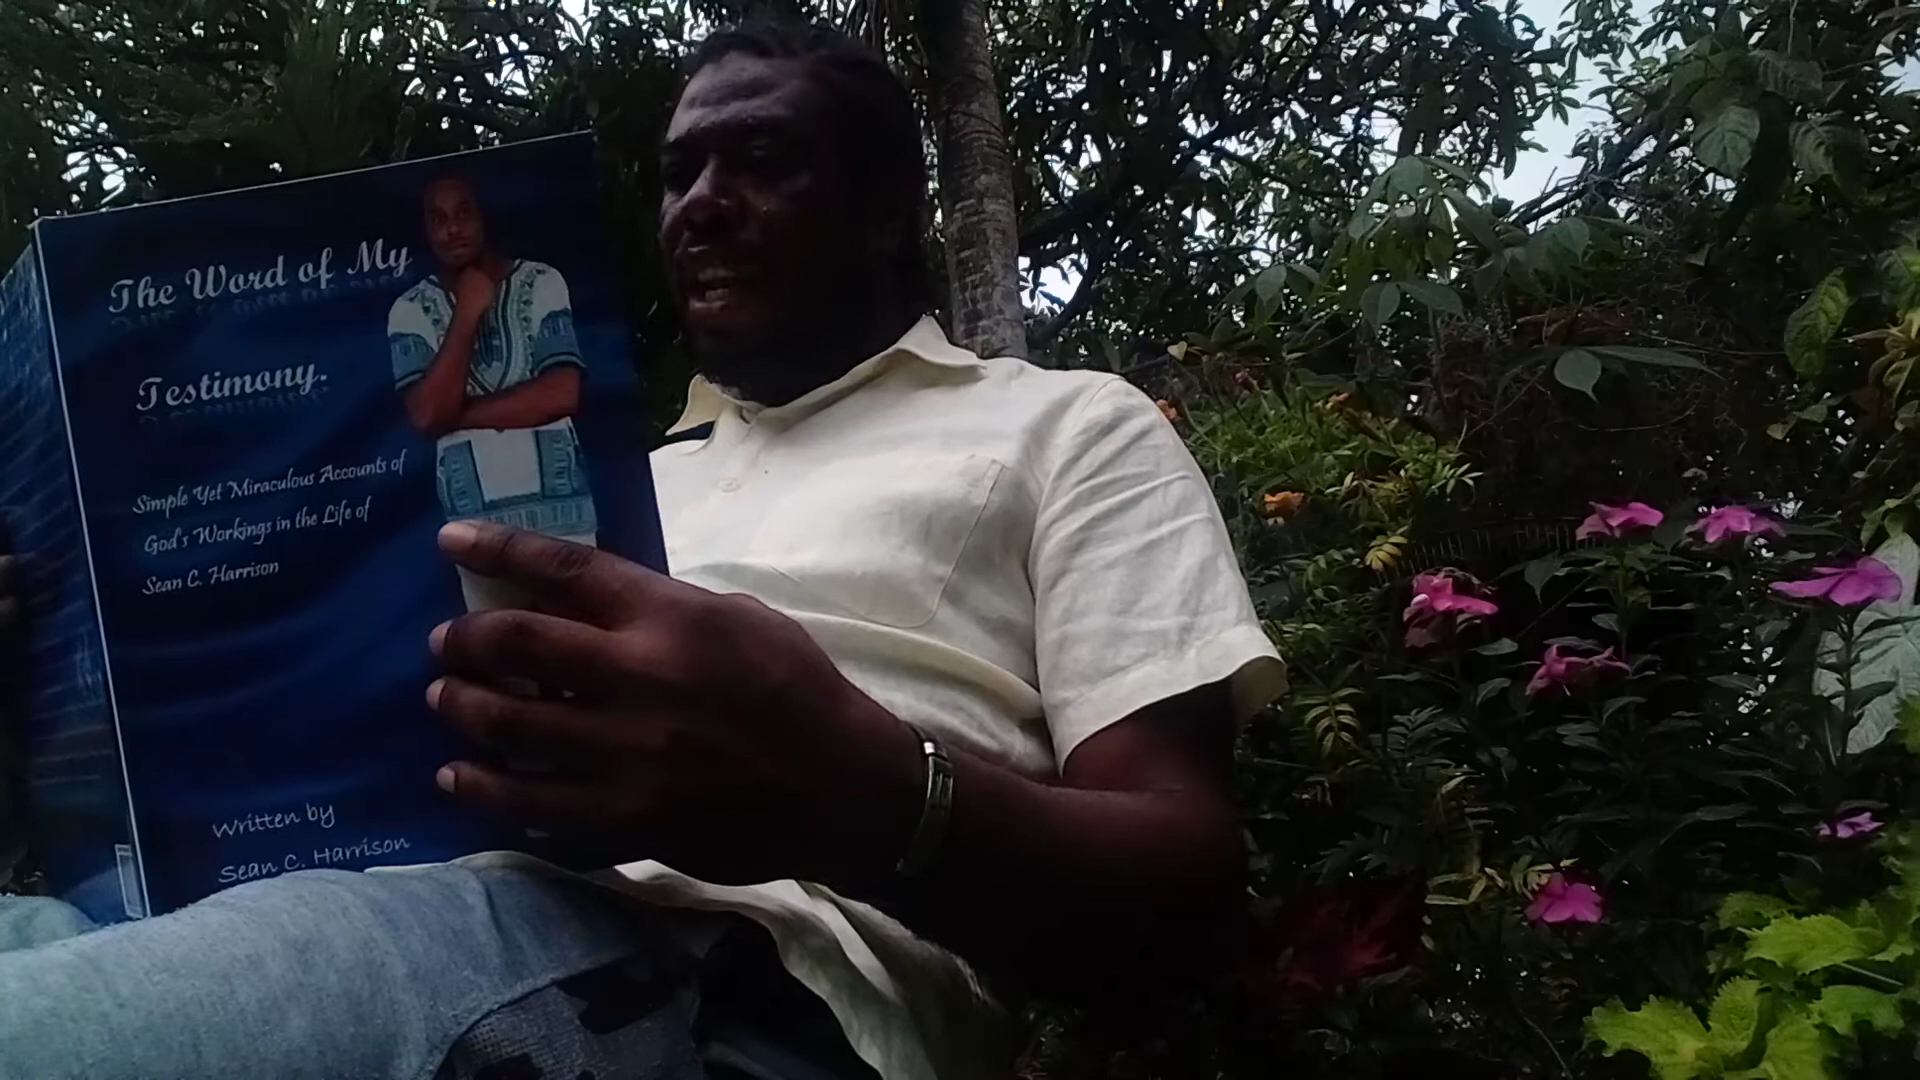 The Word of My
Testimony.
Simple Yet Miraculous Accounts of
God's Workings in the Life of
Sean C. Harrison
Written by
Sean C. Harrison